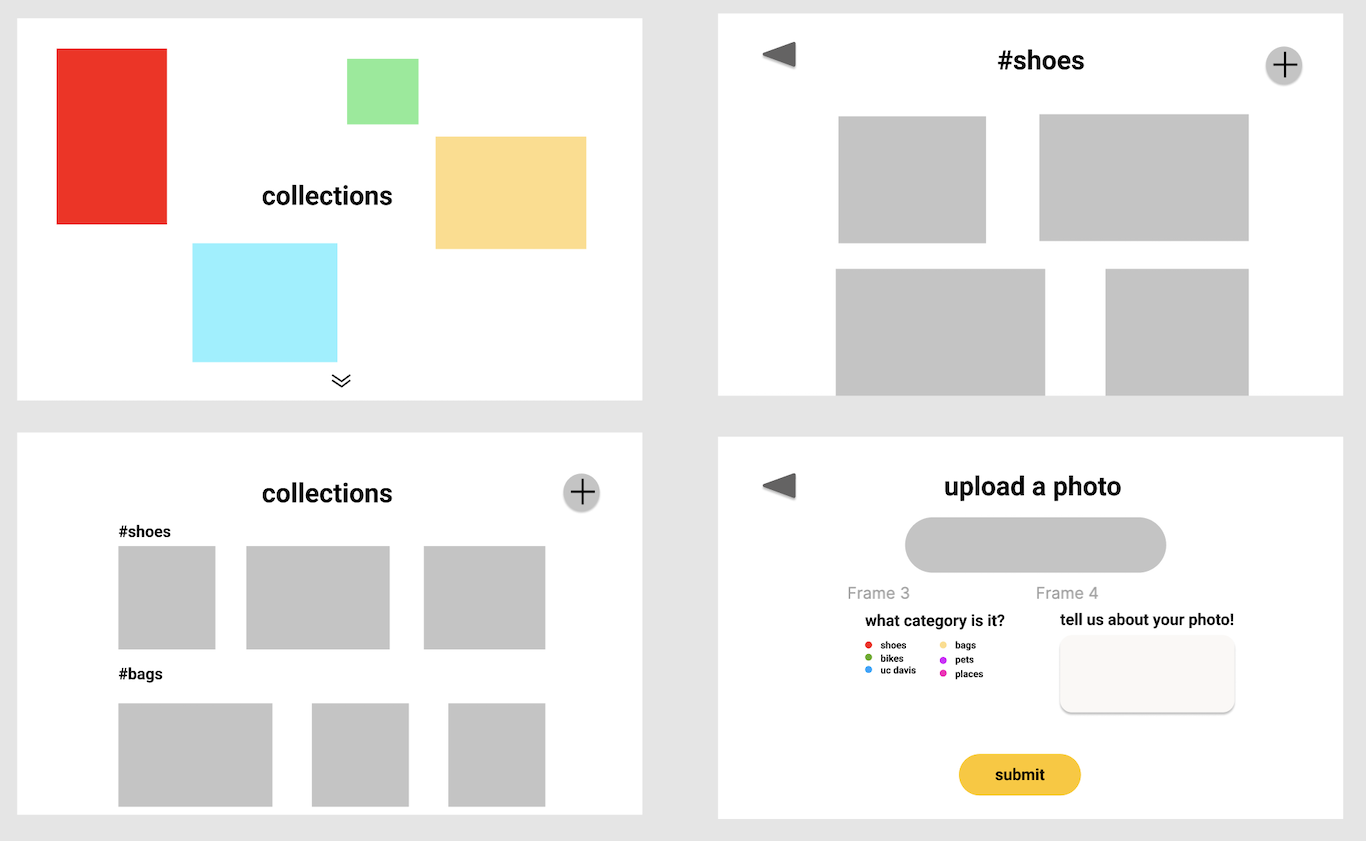 collections
#shoes
collections
#shoes
#bags
upload a photo
Frame 3
Frame 4
what category is it?
shoes
bikes
uc davis
bags
pets
places
tell us about your photo!
submit